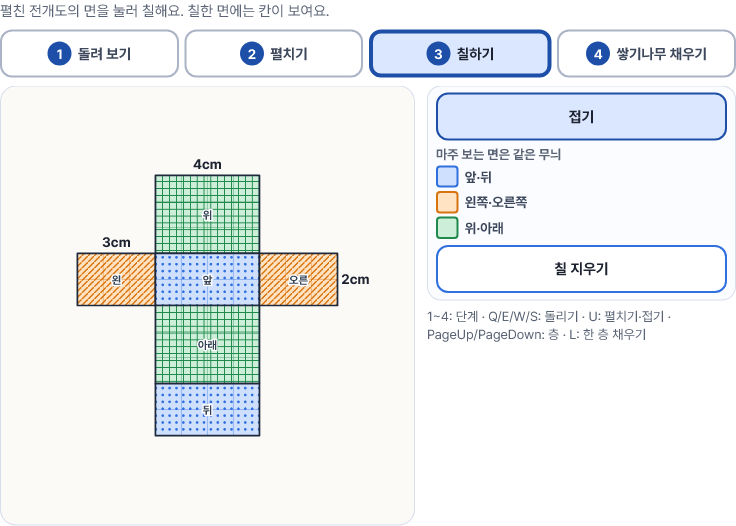 펼친 전개도의 면을 눌러 칠해요. 칠한 면에는 칸이 보여요.
1 돌려 보기
2 펼치기
3 칠하기
4 쌓기나무 채우기
4cm
위
3cm
왼
앞
오른
2cm
아래
뒤
접기
마주 보는 면은 같은 무늬
앞·뒤
왼쪽·오른쪽
위·아래
칠 지우기
1~4: 단계 · Q/E/W/S: 돌리기 · U: 펼치기·접기 ·
PageUp/PageDown: 층 · L: 한 층 채우기